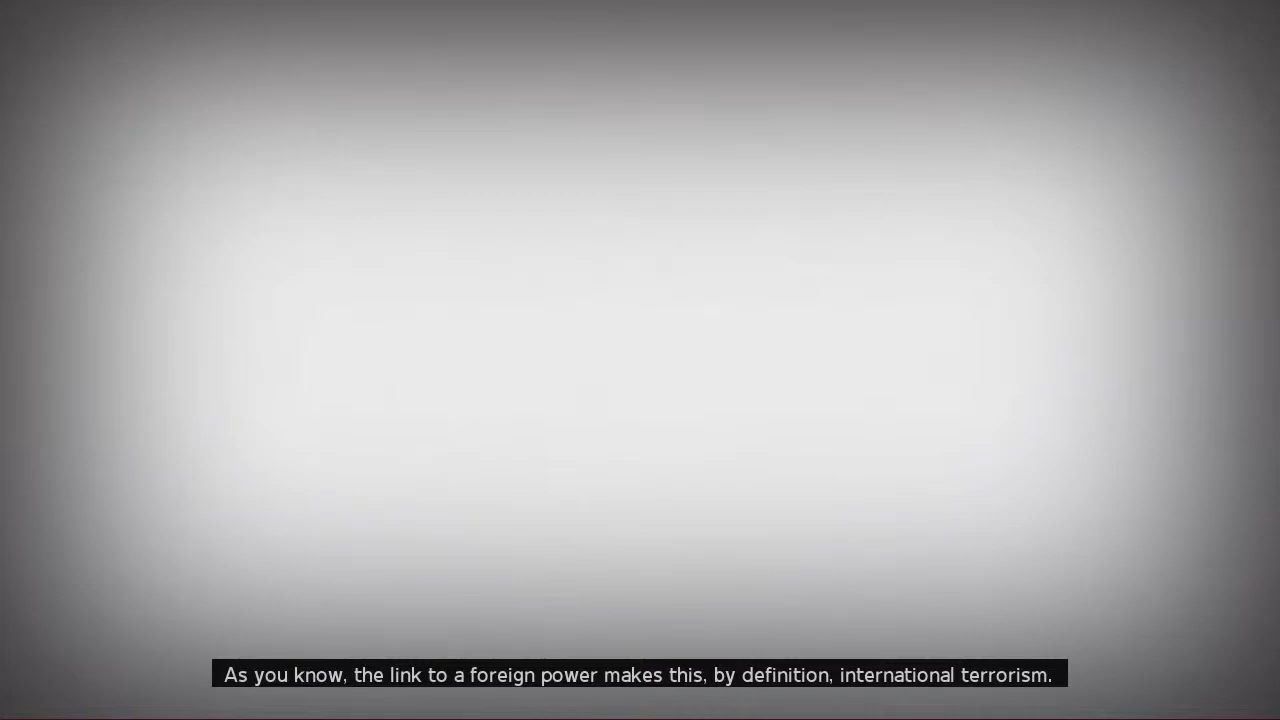 As you know, the link to a foreign power makes this, by definition, international terrorism.